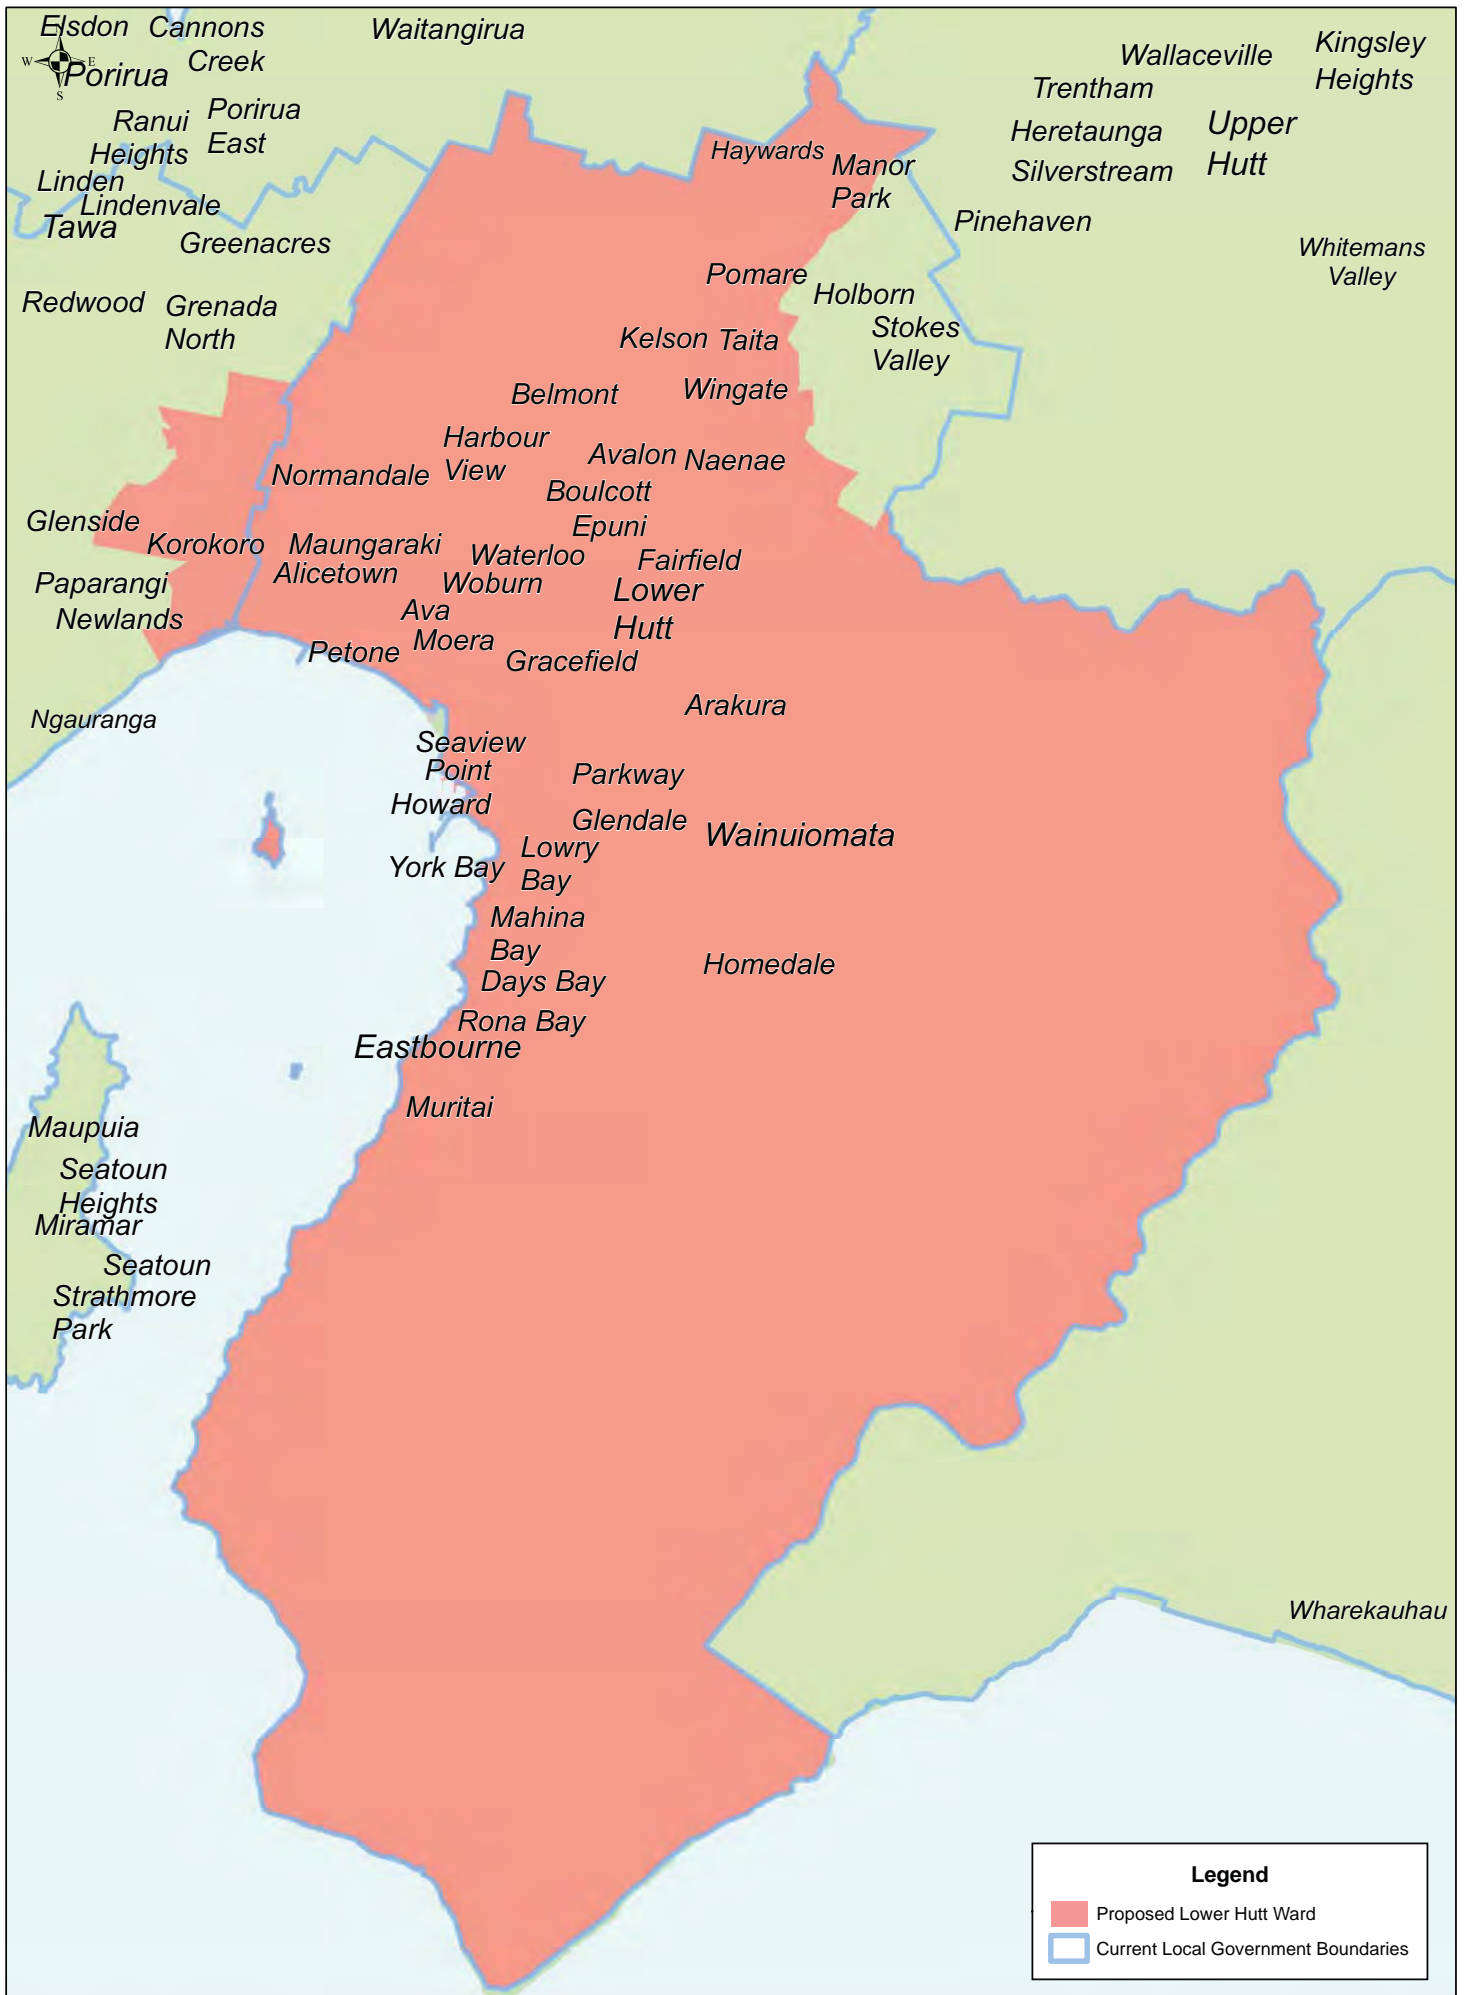 Elsdon
Cannons
Creek
Waitangirua
N
W
E
S
Porirua
Ranui
Heights
Porirua
East
Linden
Lindenvale
Tawa
Greenacres
Redwood
Grenada
North
Wallaceville
Kingsley
Heights
Trentham
Heretaunga
Upper
Hutt
Silverstream
Pinehaven
Whitemans
Valley
Haywards
Manor
Park
Pomare
Holborn
Stokes
Valley
Kelson
Taita
Belmont
Wingate
Harbour
View
Normandale
Avalon
Naenae
Boulcott
Epuni
Glenside
Korokoro
Maungaraki
Waterloo
Fairfield
Alicetown
Woburn
Lower
Hutt
Paparangi
Newlands
Ava
Moera
Petone
Gracefield
Ngauranga
Arakura
Seaview
Point
Howard
Parkway
Glendale
Wainuiomata
Lowry
Bay
York Bay
Mahina
Bay
Days Bay
Homedale
Rona Bay
Eastbourne
Muritai
Maupuia
Seatoun
Heights
Miramar
Seatoun
Strathmore
Park
Wharekauhau
Legend
Proposed Lower Hutt Ward
Current Local Government Boundaries